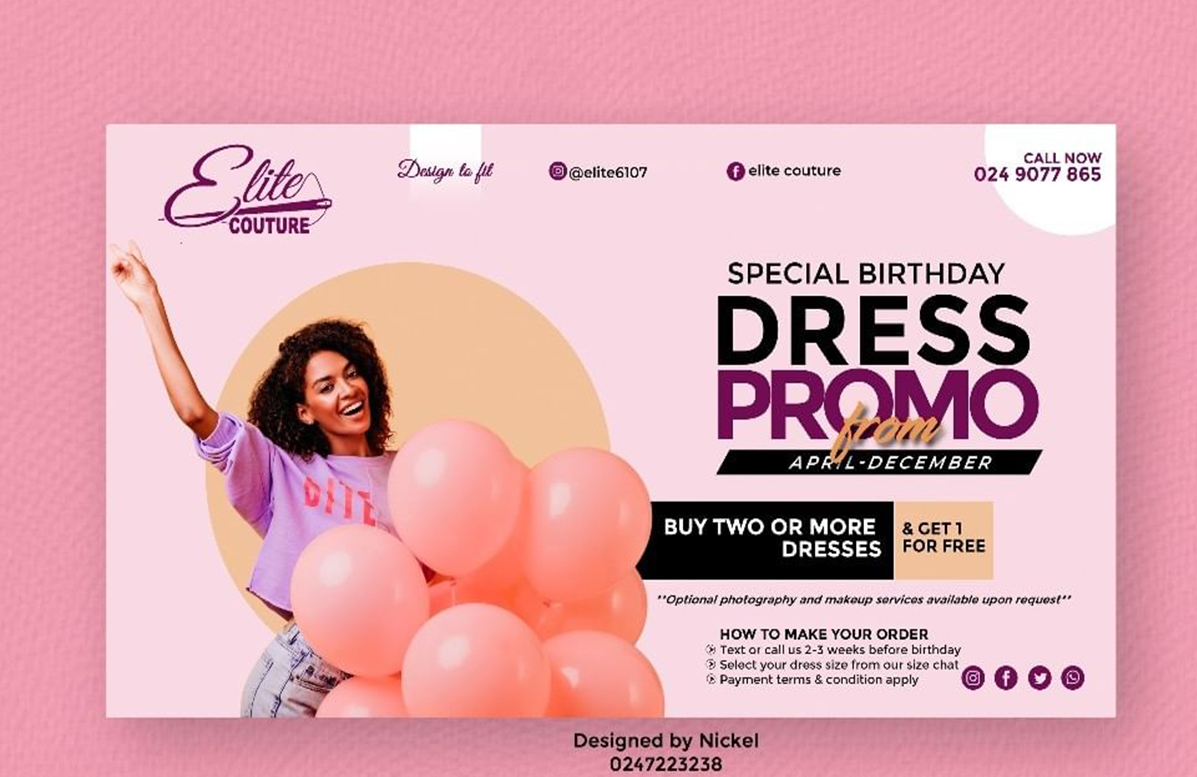 Elite
COUTURE
Design to fit
@elite6107
elite couture
CALL NOW
024 9077 865
SPECIAL BIRTHDAY
DRESS
PROMO
from
APRIL-DECEMBER
BITE
BUY TWO OR MORE
DRESSES
& GET 1
FOR FREE
**Optional photography and makeup services available upon request**
HOW TO MAKE YOUR ORDER
Text or call us 2-3 weeks before birthday
Select your dress size from our size chat
Payment terms & condition apply
Designed by Nickel
0247223238